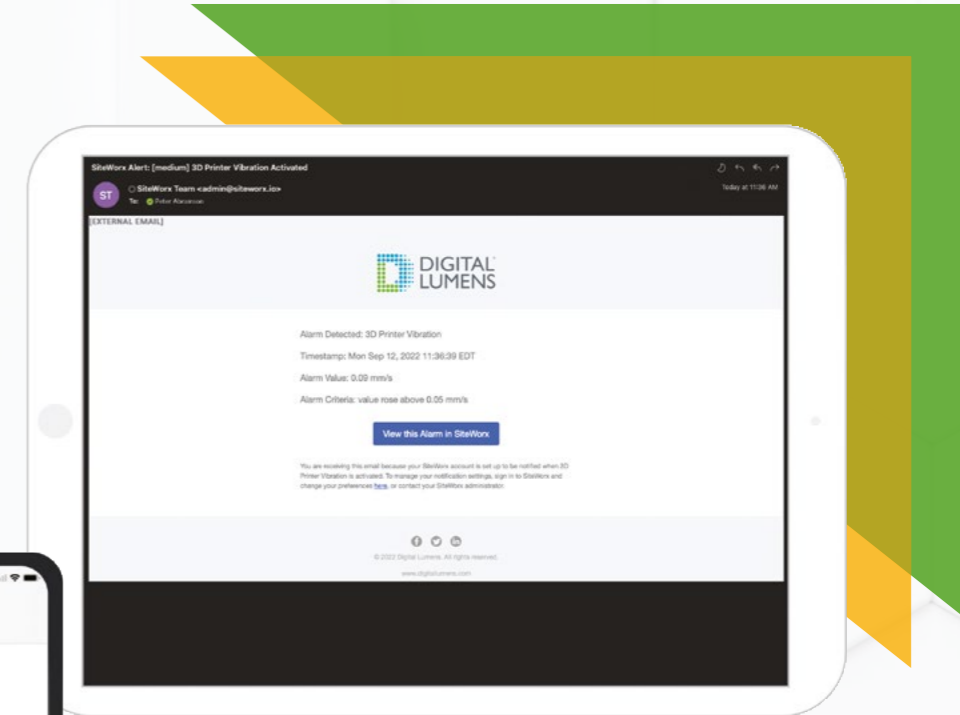 SiteWorx Alert: [medium] 3D Printer Vibration Activated
ST
SiteWorx Team <admin@siteworx.io>
Today at 11:36 AM
To: Peter
[EXTERNAL EMAIL]
DIGITAL
LUMENS
Alarm Detected: 3D Printer Vibration
Timestamp: Mon Sep 12, 2022 11:36:39 EDT
Alarm Value: 0.09 mm/s
Alarm Criteria: value rose above 0.05 mm/s
View this Alarm in SiteWorx
You are receiving this email because your SiteWorx account is set up to be notified when 3D
Printer Vibration is activated. To manage your notification settings, sign in to SiteWorx and
change your preferences here, or contact your SiteWorx administrator.
© 2022 Digital Lumens. All rights reserved.
www.digitallumens.com